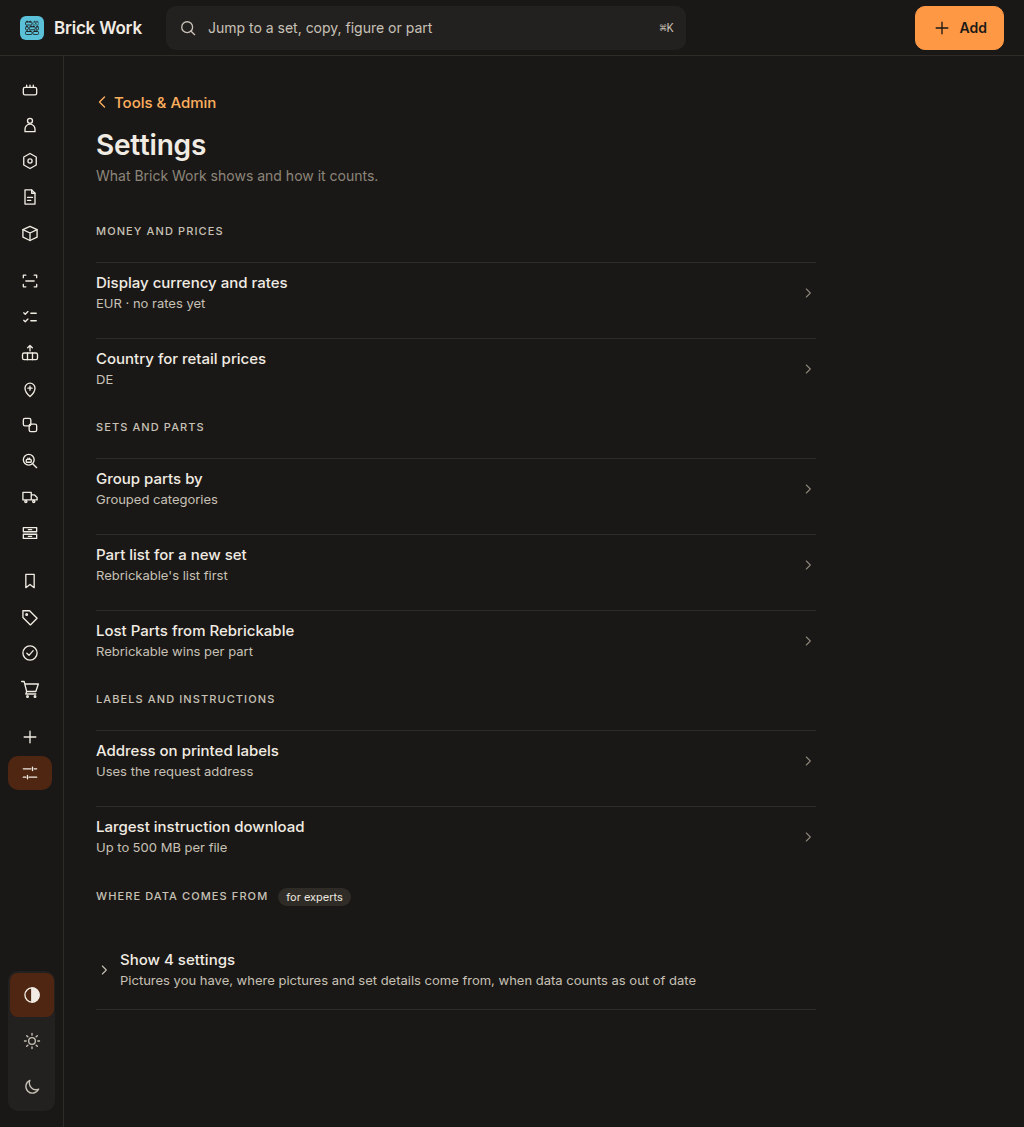 Brick Work
Jump to a set, copy, figure or part
⌘K
Add
Tools & Admin
Settings
What Brick Work shows and how it counts.
MONEY AND PRICES
Display currency and rates
EUR · no rates yet
Country for retail prices
DE
SETS AND PARTS
Group parts by
Grouped categories
Part list for a new set
Rebrickable's list first
Lost Parts from Rebrickable
Rebrickable wins per part
LABELS AND INSTRUCTIONS
Address on printed labels
Uses the request address
Largest instruction download
Up to 500 MB per file
WHERE DATA COMES FROM for experts
Show 4 settings
Pictures you have, where pictures and set details come from, when data counts as out of date